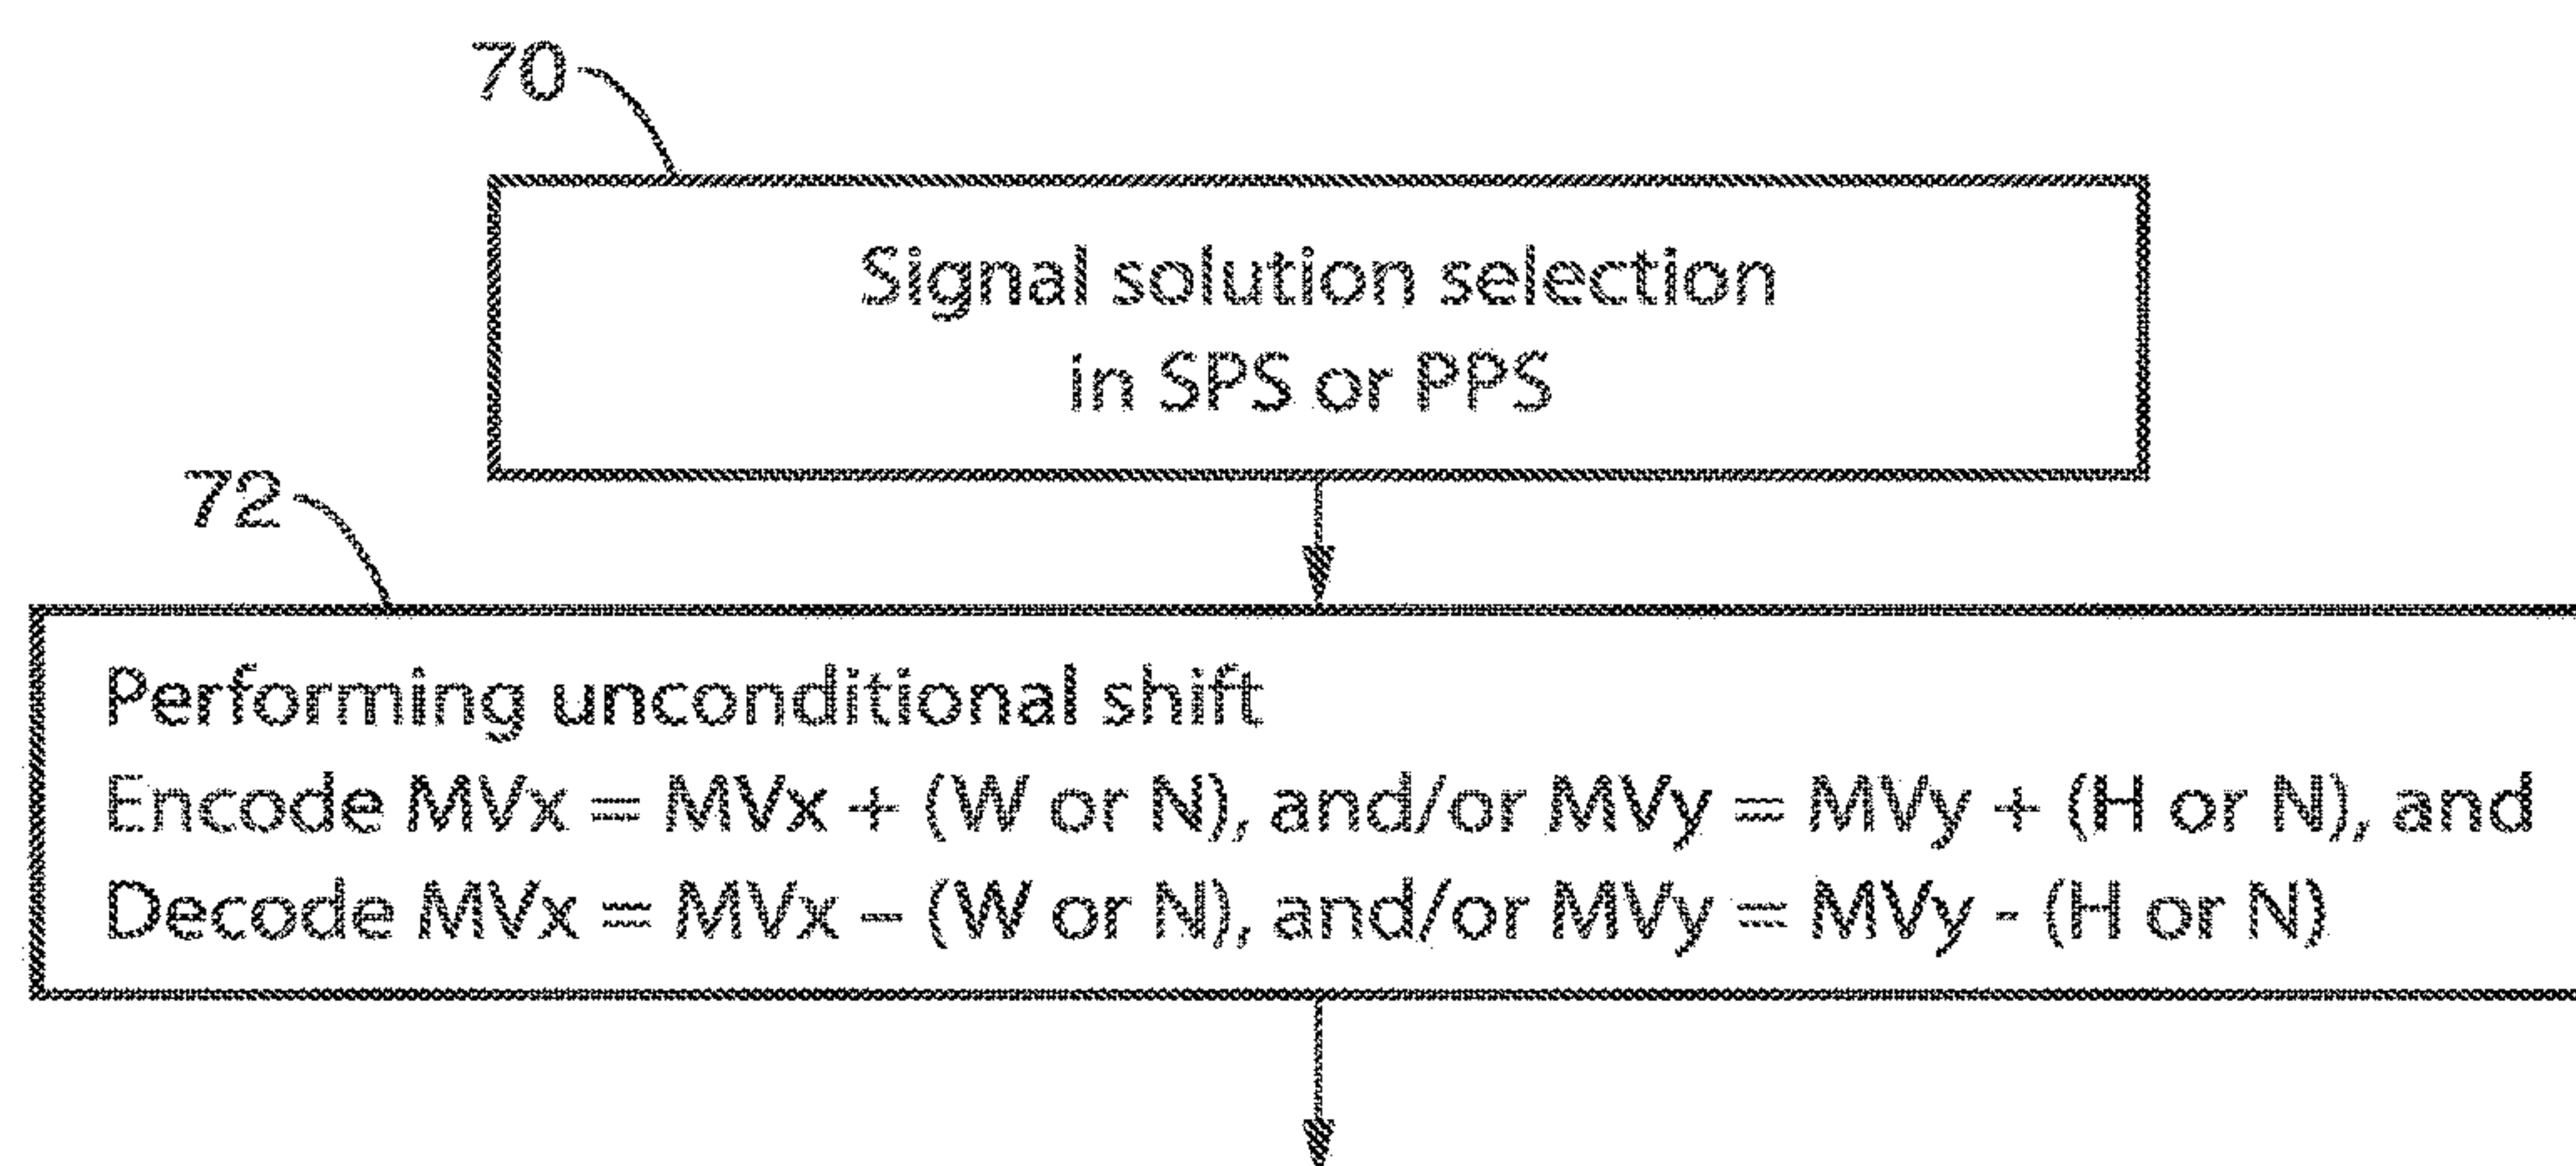 70
Signal solution selection
in SPS or PPS
72
Performing unconditional shift
Encode MVx = MVx + (W or N), and/or MVy = MVy + (H or N), and
Decode MVx = MVx – (W or N), and/or MVy = MVy - (H or N)